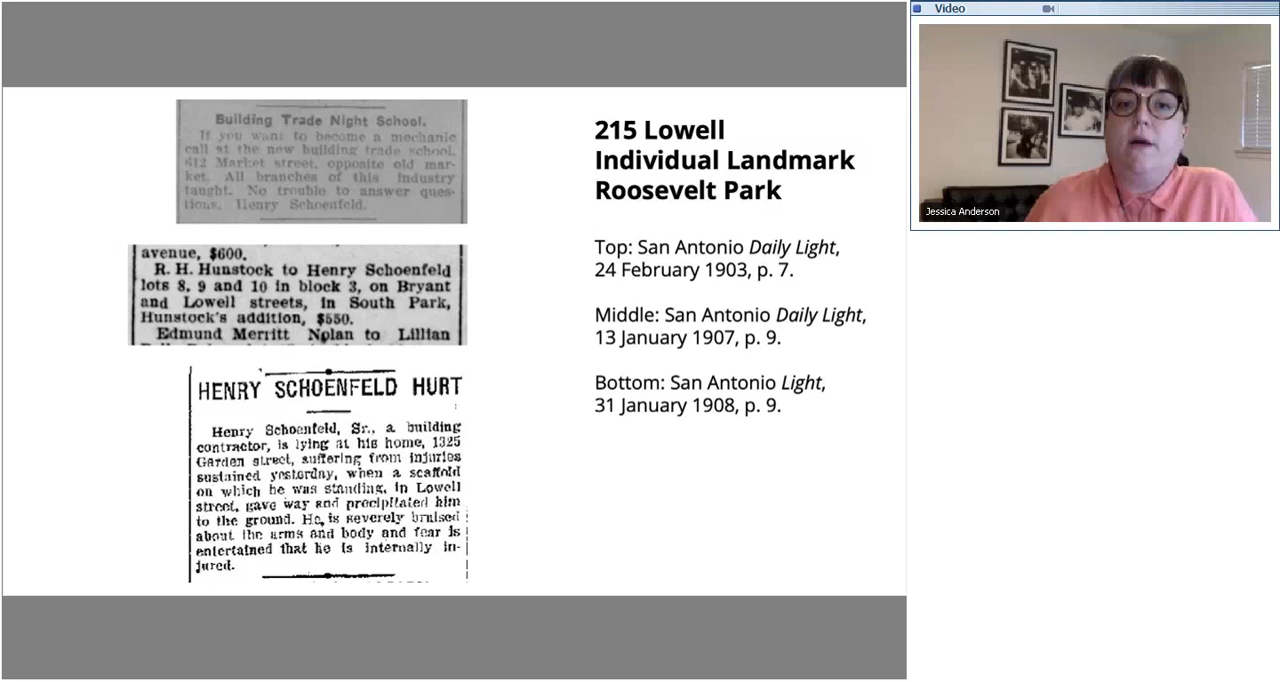 Building Trade Night School.
If you want to become a mechanic
call at the new building trade school,
412 Market street, opposite old mar-
ket. All branches of this industry
taught. No trouble to answer ques-
tions. Henry Schoenfeld.
avenue, $600.
R. H. Hunstock to Henry Schoenfeld
lots 8, 9 and 10 in block 3, on Bryant
and Lowell streets, in South Park,
Hunstock's addition, $550.
Edmund Merritt Nolan to Lillian
HENRY SCHOENFELD HURT
Henry Schoenfeld, Sr., a building
contractor, is lying at his home, 1325
Garden street, suffering from injuries
sustained yesterday, when a scaffold
on which he was standing, in Lowell
street, gave way and precipitated him
to the ground. He is severely bruised
about the arms and body and fear is
entertained that he is internally in-
jured.
215 Lowell
Individual Landmark
Roosevelt Park
Top: San Antonio Daily Light,
24 February 1903, p. 7.
Middle: San Antonio Daily Light,
13 January 1907, p. 9.
Bottom: San Antonio Light,
31 January 1908, p. 9.
Video
Jessica Anderson